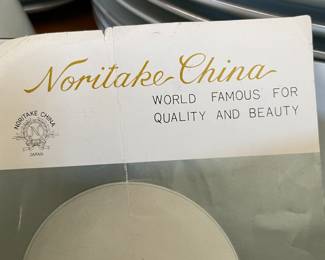 Noritake China
WORLD FAMOUS FOR
QUALITY AND BEAUTY
NORITAKE CHINA
N
JAPAN